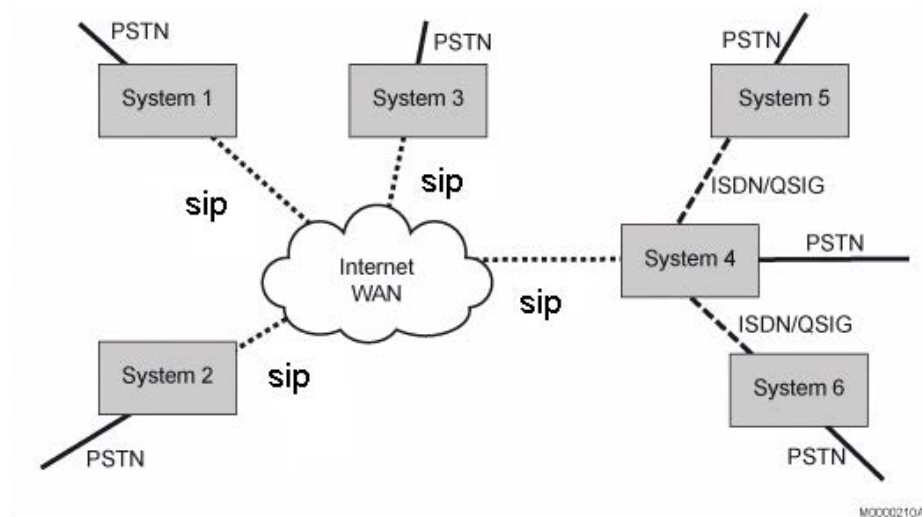 PSTN
PSTN
PSTN
System 1
System 3
System 5
sip
sip
ISDN/QSIG
Internet
WAN
System 4
PSTN
sip
ISDN/QSIG
System 2
sip
System 6
PSTN
PSTN
M0000210A